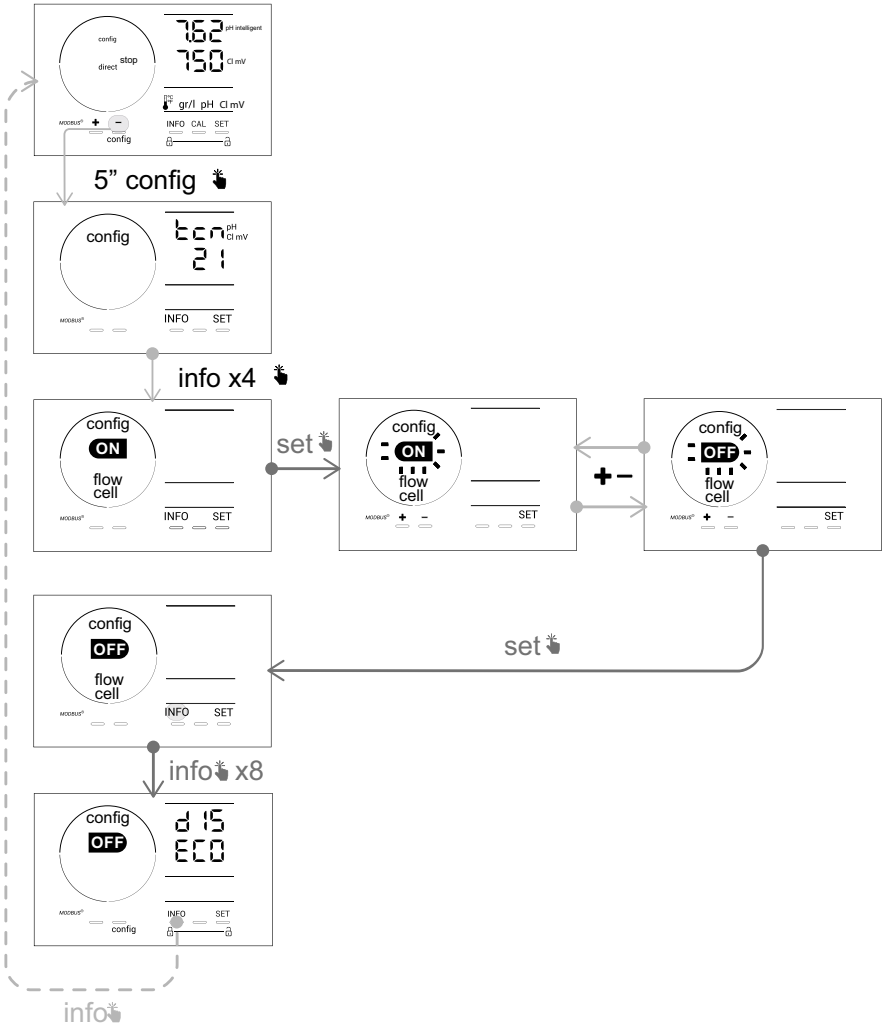 config
stop
direct
7.62 pH intelligent
750 Cl mV
°C
°F gr/l pH Cl mV
MODBUS® + − INFO CAL SET
config
5” config
config
tcn pH
Cl mV
21
MODBUS® INFO SET
info x4
config
ON
flow
cell
MODBUS® INFO SET
set
config
ON
flow
cell
MODBUS® + − SET
+ −
config
OFF
flow
cell
MODBUS® + − SET
set
config
OFF
flow
cell
MODBUS® INFO SET
info x8
config
OFF
dIS
ECO
MODBUS® INFO SET
config
info